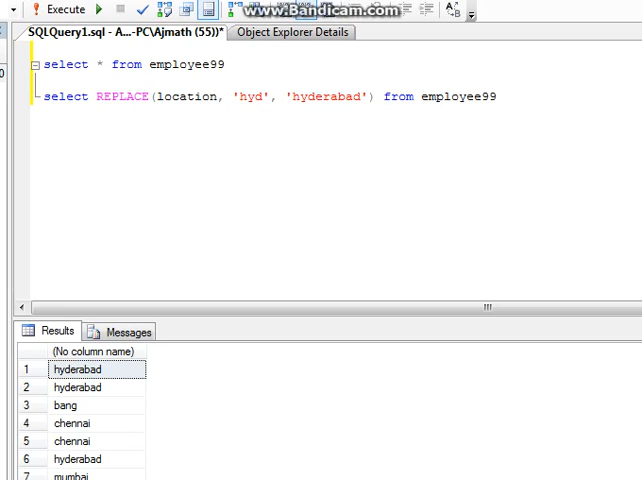 www.Bandicam.com
Execute
SQLQuery1.sql - A...-PC\Ajmath (55))* Object Explorer Details
select * from employee99
select REPLACE(location, 'hyd', 'hyderabad') from employee99
Results Messages
(No column name)
1 hyderabad
2 hyderabad
3 bang
4 chennai
5 chennai
6 hyderabad
7 mumbai